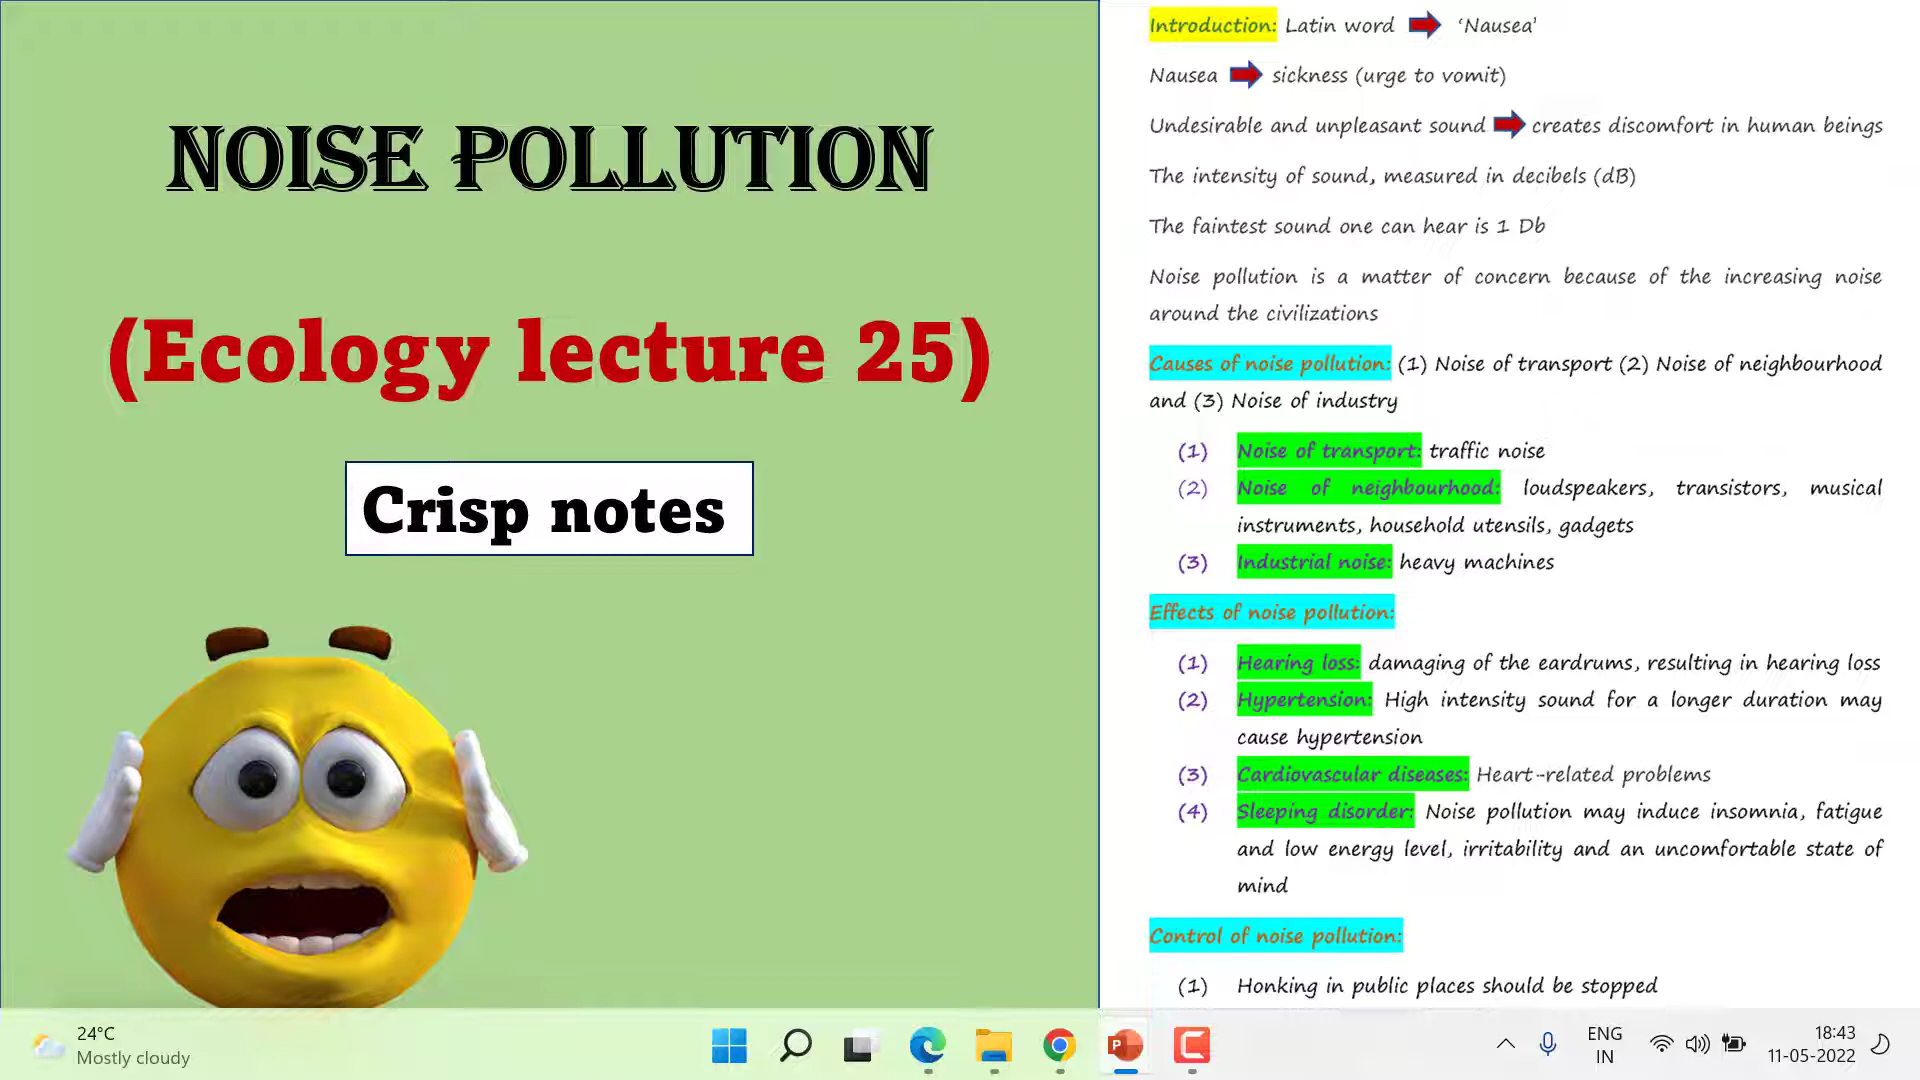 NOISE POLLUTION
(Ecology lecture 25)
Crisp notes
Introduction: Latin word ‘Nausea’
Nausea sickness (urge to vomit)
Undesirable and unpleasant sound creates discomfort in human beings
The intensity of sound, measured in decibels (dB)
The faintest sound one can hear is 1 Db
Noise pollution is a matter of concern because of the increasing noise
around the civilizations
Causes of noise pollution: (1) Noise of transport (2) Noise of neighbourhood
and (3) Noise of industry
(1) Noise of transport: traffic noise
(2) Noise of neighbourhood: loudspeakers, transistors, musical
instruments, household utensils, gadgets
(3) Industrial noise: heavy machines
Effects of noise pollution:
(1) Hearing loss: damaging of the eardrums, resulting in hearing loss
(2) Hypertension: High intensity sound for a longer duration may
cause hypertension
(3) Cardiovascular diseases: Heart-related problems
(4) Sleeping disorder: Noise pollution may induce insomnia, fatigue
and low energy level, irritability and an uncomfortable state of
mind
Control of noise pollution:
(1) Honking in public places should be stopped
24°C
Mostly cloudy
P
ENG
IN
18:43
11-05-2022